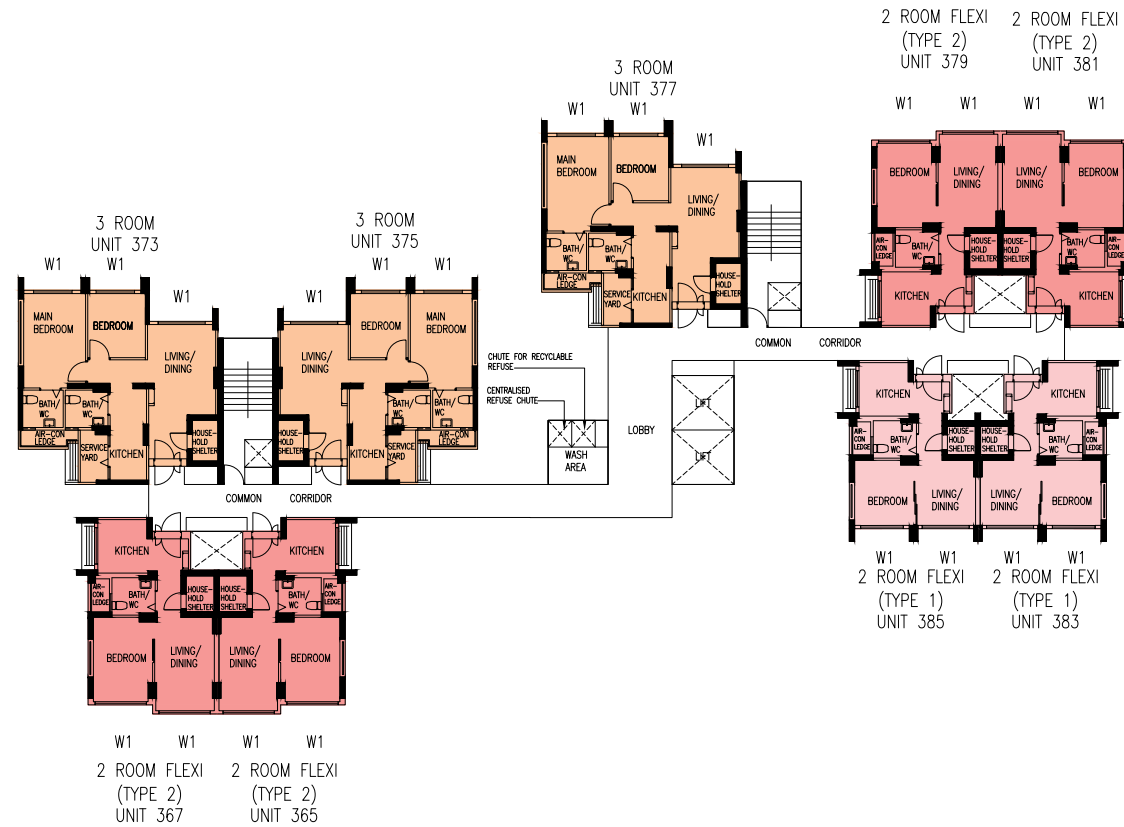 2 ROOM FLEXI
(TYPE 2)
UNIT 379
2 ROOM FLEXI
(TYPE 2)
UNIT 381
W1
W1
W1
W1
BEDROOM
LIVING/
DINING
LIVING/
DINING
BEDROOM
AIR-
CON
LEDGE
BATH/
WC
HOUSE-
HOLD
SHELTER
HOUSE-
HOLD
SHELTER
BATH/
WC
AIR-
CON
LEDGE
KITCHEN
KITCHEN
3 ROOM
UNIT 377
W1
W1
W1
MAIN
BEDROOM
BEDROOM
LIVING/
DINING
BATH/
WC
BATH/
WC
AIR-CON
LEDGE
SERVICE
YARD
KITCHEN
HOUSE-
HOLD
SHELTER
COMMON
CORRIDOR
3 ROOM
UNIT 373
W1
W1
W1
MAIN
BEDROOM
BEDROOM
LIVING/
DINING
BATH/
WC
BATH/
WC
AIR-CON
LEDGE
SERVICE
YARD
KITCHEN
HOUSE-
HOLD
SHELTER
3 ROOM
UNIT 375
W1
W1
W1
LIVING/
DINING
BEDROOM
MAIN
BEDROOM
BATH/
WC
BATH/
WC
AIR-CON
LEDGE
HOUSE-
HOLD
SHELTER
KITCHEN
SERVICE
YARD
CHUTE FOR RECYCLABLE
REFUSE
CENTRALISED
REFUSE CHUTE
WASH
AREA
LOBBY
LIFT
LIFT
COMMON
CORRIDOR
KITCHEN
KITCHEN
AIR-
CON
LEDGE
BATH/
WC
HOUSE-
HOLD
SHELTER
HOUSE-
HOLD
SHELTER
BATH/
WC
AIR-
CON
LEDGE
BEDROOM
LIVING/
DINING
LIVING/
DINING
BEDROOM
W1
W1
W1
W1
2 ROOM FLEXI
(TYPE 1)
UNIT 385
2 ROOM FLEXI
(TYPE 1)
UNIT 383
KITCHEN
KITCHEN
AIR-
CON
LEDGE
BATH/
WC
HOUSE-
HOLD
SHELTER
HOUSE-
HOLD
SHELTER
BATH/
WC
AIR-
CON
LEDGE
BEDROOM
LIVING/
DINING
LIVING/
DINING
BEDROOM
W1
W1
W1
W1
2 ROOM FLEXI
(TYPE 2)
UNIT 367
2 ROOM FLEXI
(TYPE 2)
UNIT 365